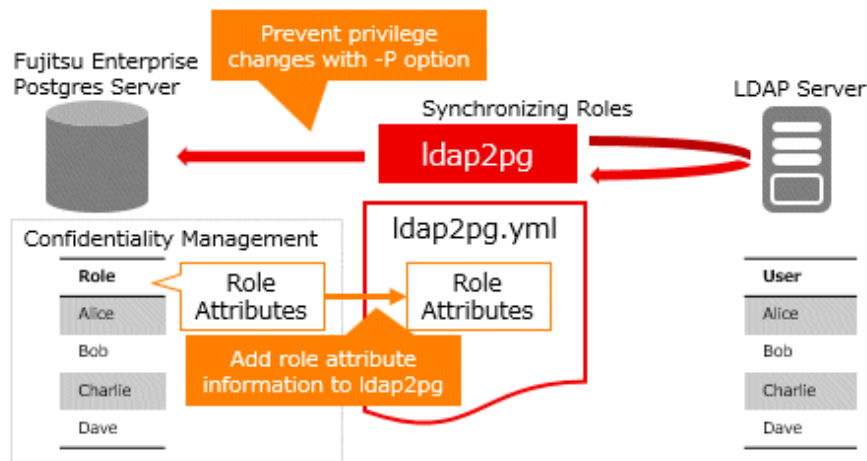 Prevent privilege
changes with -P option
Fujitsu Enterprise
Postgres Server
LDAP Server
Synchronizing Roles
ldap2pg
Confidentiality Management
ldap2pg.yml
Role
Alice
Bob
Charlie
Dave
Role
Attributes
Role
Attributes
Add role attribute
information to ldap2pg
User
Alice
Bob
Charlie
Dave